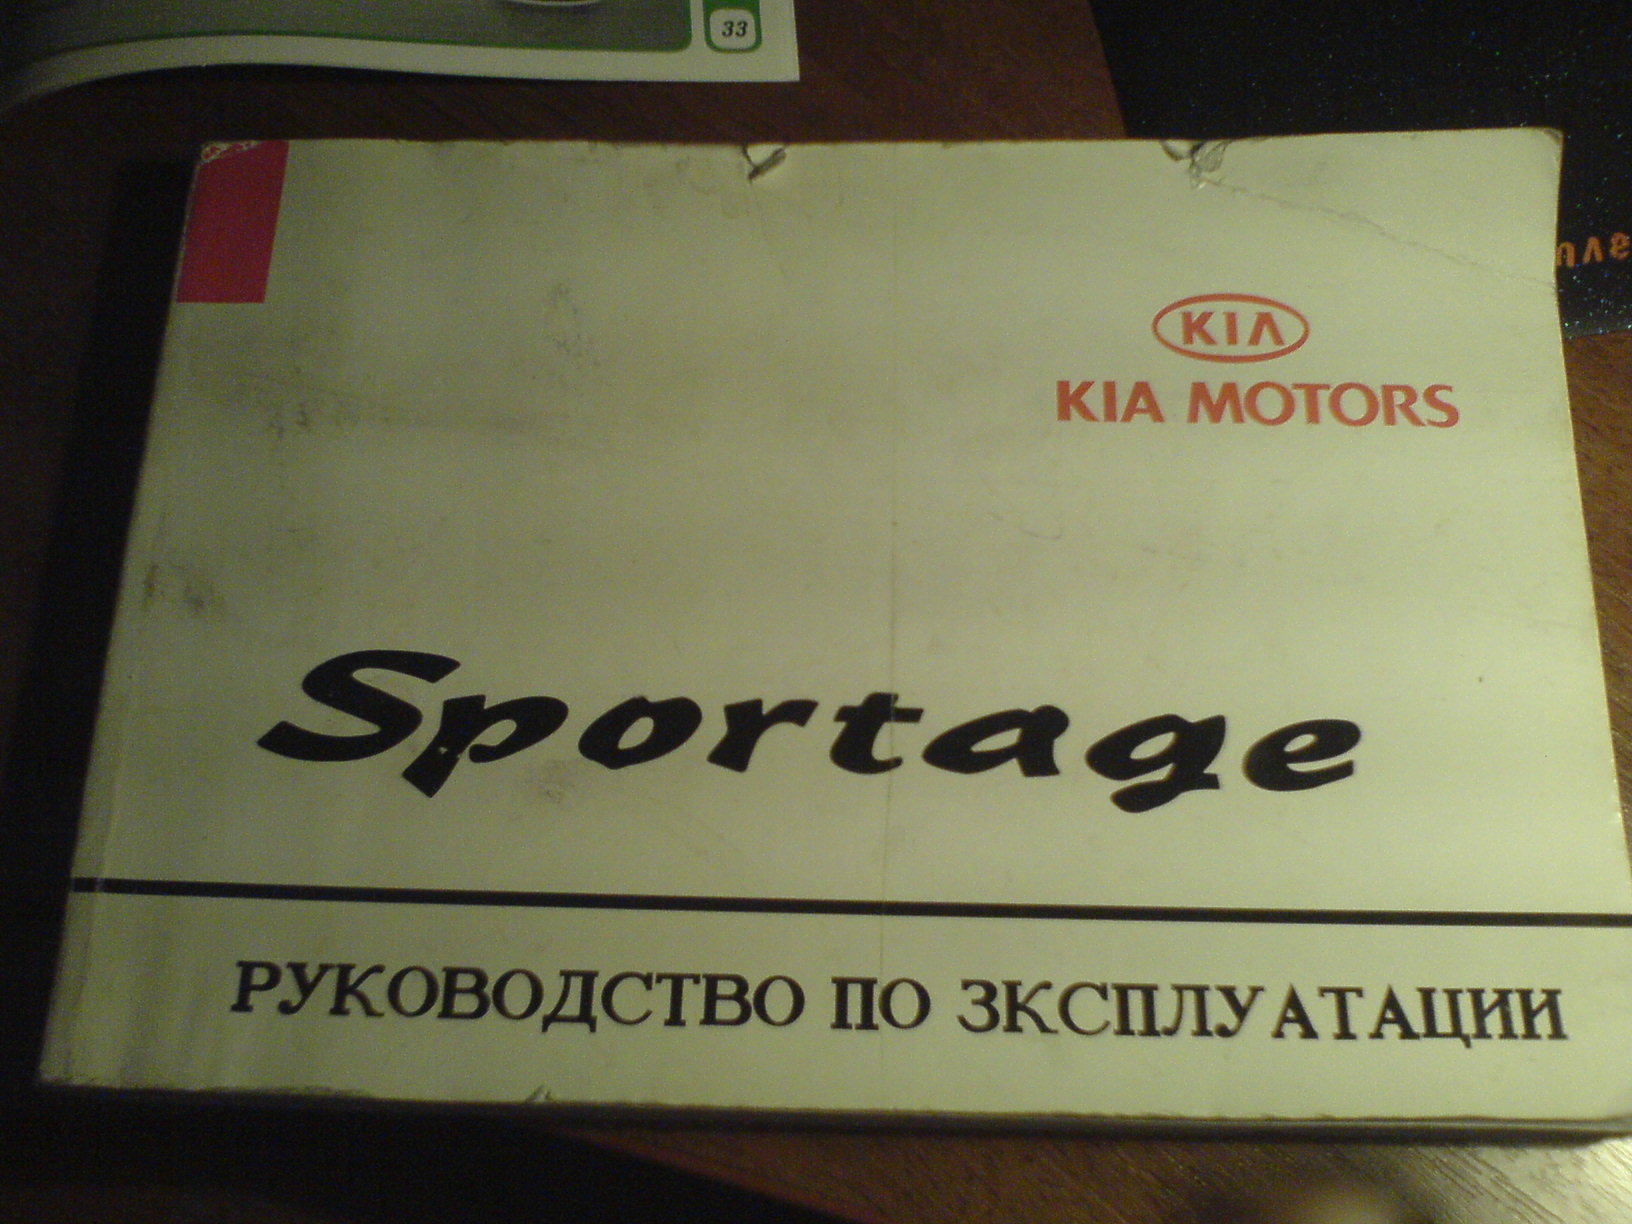 33
KIA
KIA MOTORS
Sportage
РУКОВОДСТВО ПО ЗКСПЛУАТАЦИИ